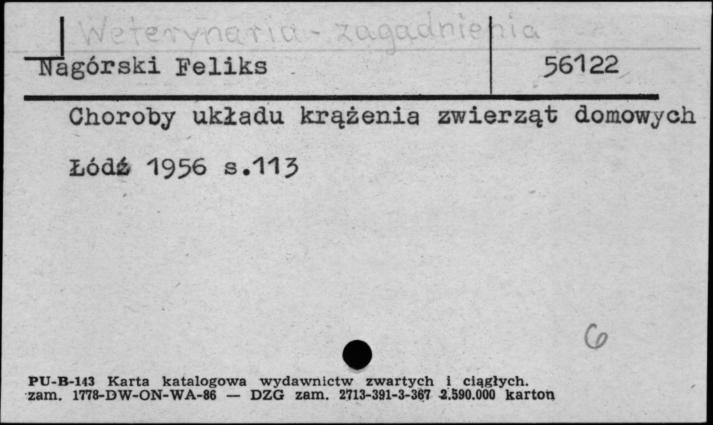 Weterynaria - zagadnienia
Nagórski Feliks 56122
Choroby układu krążenia zwierząt domowych
Łódź 1956 s.113
6
PU-B-143 Karta katalogowa wydawnictw zwartych i ciągłych.
zam. 1778-DW-ON-WA-86 — DZG zam. 2713-391-3-367 2.590.000 karton